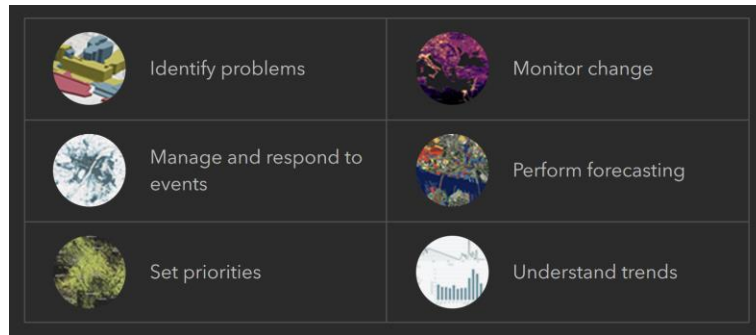 Identify problems
Monitor change
Manage and respond to
events
Perform forecasting
Set priorities
Understand trends